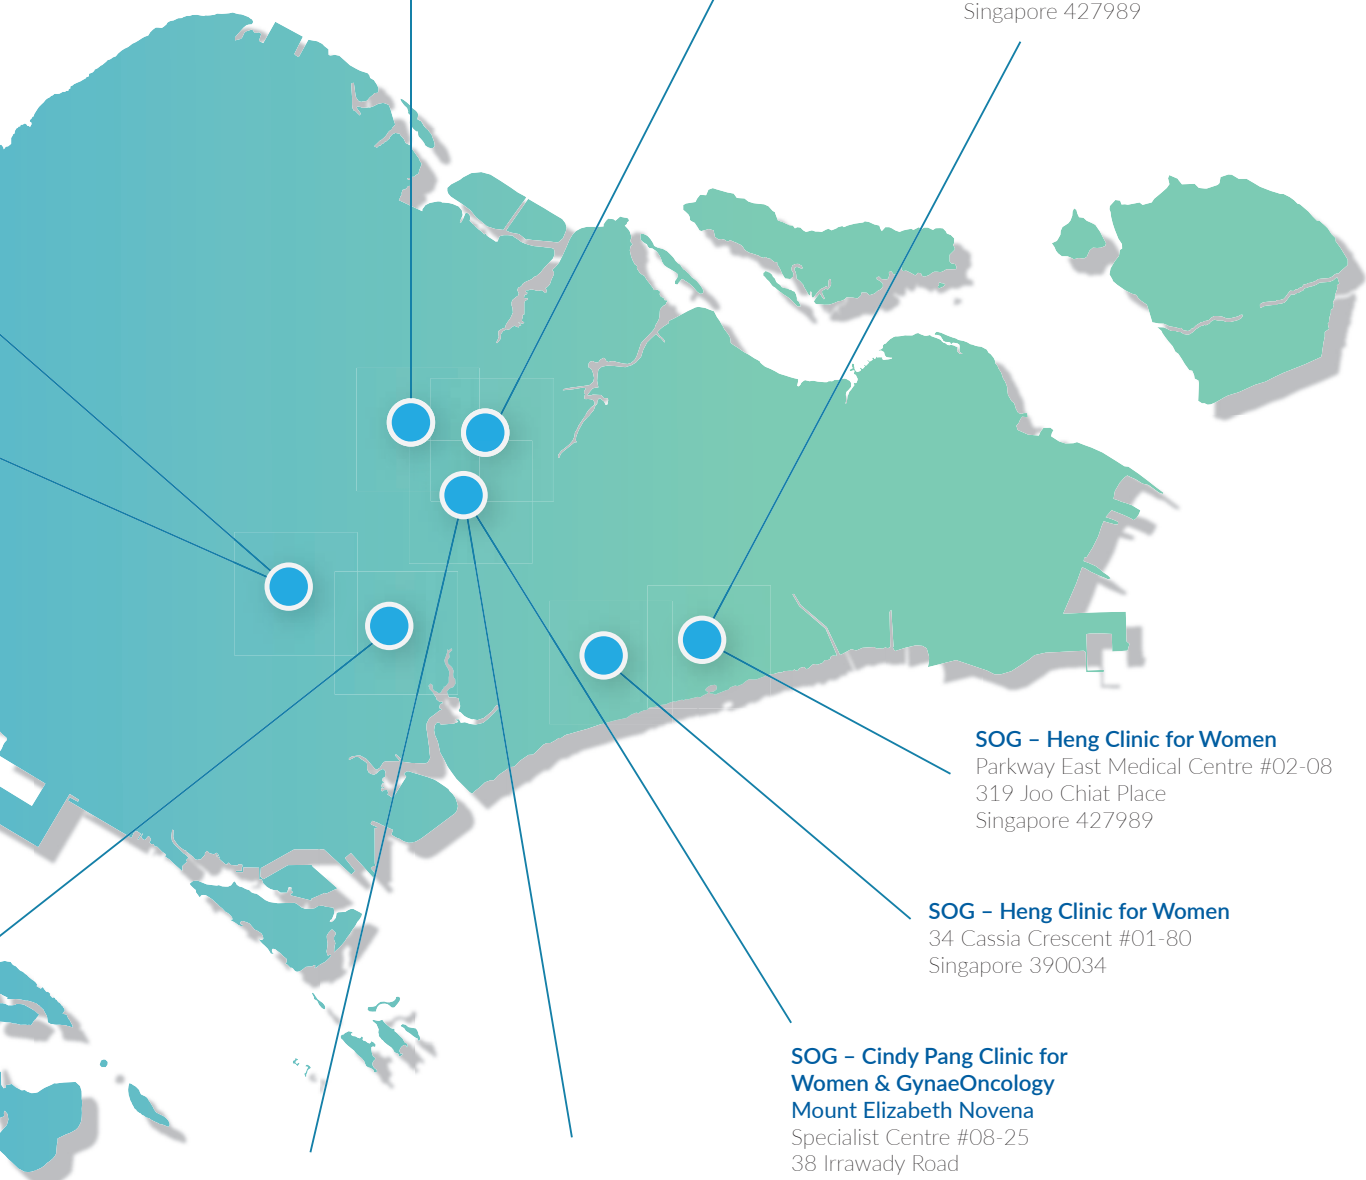 Singapore 427989
SOG – Heng Clinic for Women
Parkway East Medical Centre #02-08
319 Joo Chiat Place
Singapore 427989
SOG – Heng Clinic for Women
34 Cassia Crescent #01-80
Singapore 390034
SOG – Cindy Pang Clinic for
Women & GynaeOncology
Mount Elizabeth Novena
Specialist Centre #08-25
38 Irrawady Road